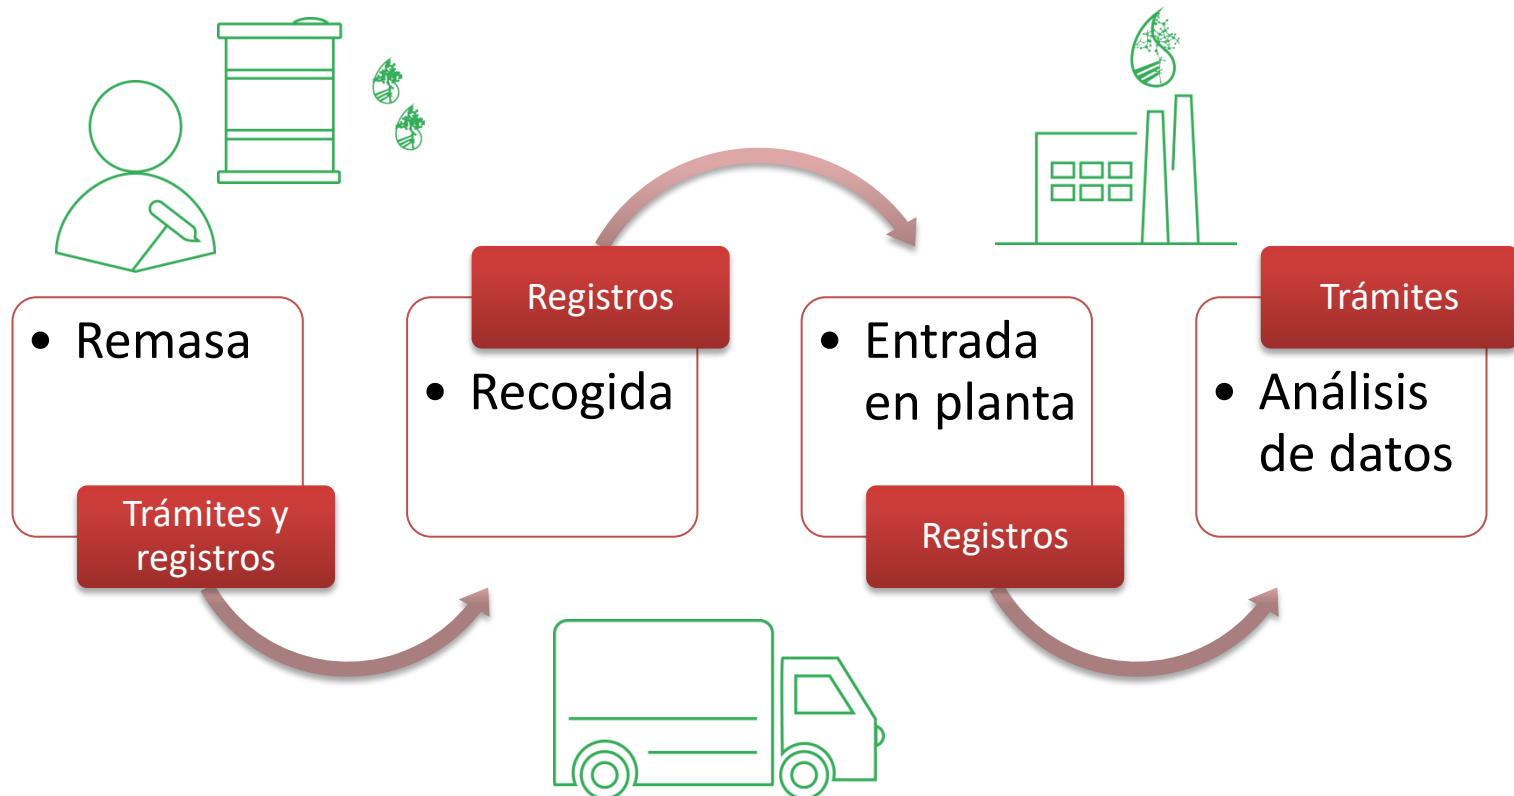 • Remasa
Trámites y
registros
Registros
• Recogida
• Entrada
en planta
Registros
Trámites
• Análisis
de datos